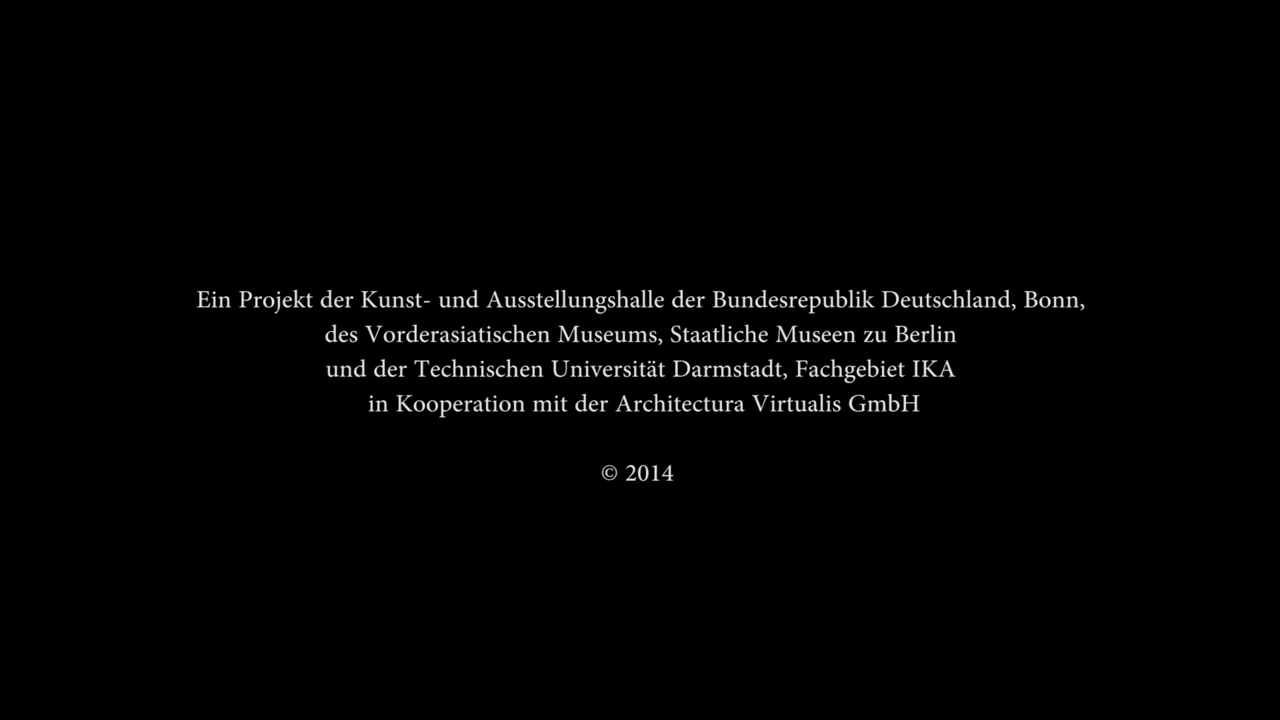 Ein Projekt der Kunst- und Ausstellungshalle der Bundesrepublik Deutschland, Bonn,
des Vorderasiatischen Museums, Staatliche Museen zu Berlin
und der Technischen Universität Darmstadt, Fachgebiet IKA
in Kooperation mit der Architectura Virtualis GmbH
© 2014